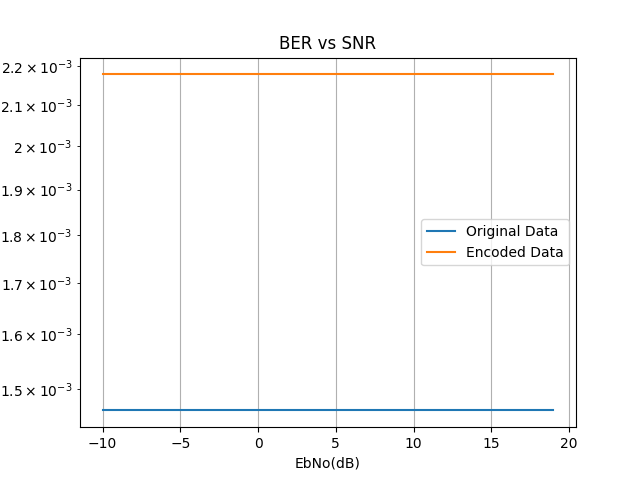 BER vs SNR
2.2 × 10⁻³
2.1 × 10⁻³
2 × 10⁻³
1.9 × 10⁻³
1.8 × 10⁻³
1.7 × 10⁻³
1.6 × 10⁻³
1.5 × 10⁻³
Original Data
Encoded Data
−10 −5 0 5 10 15 20
EbNo(dB)